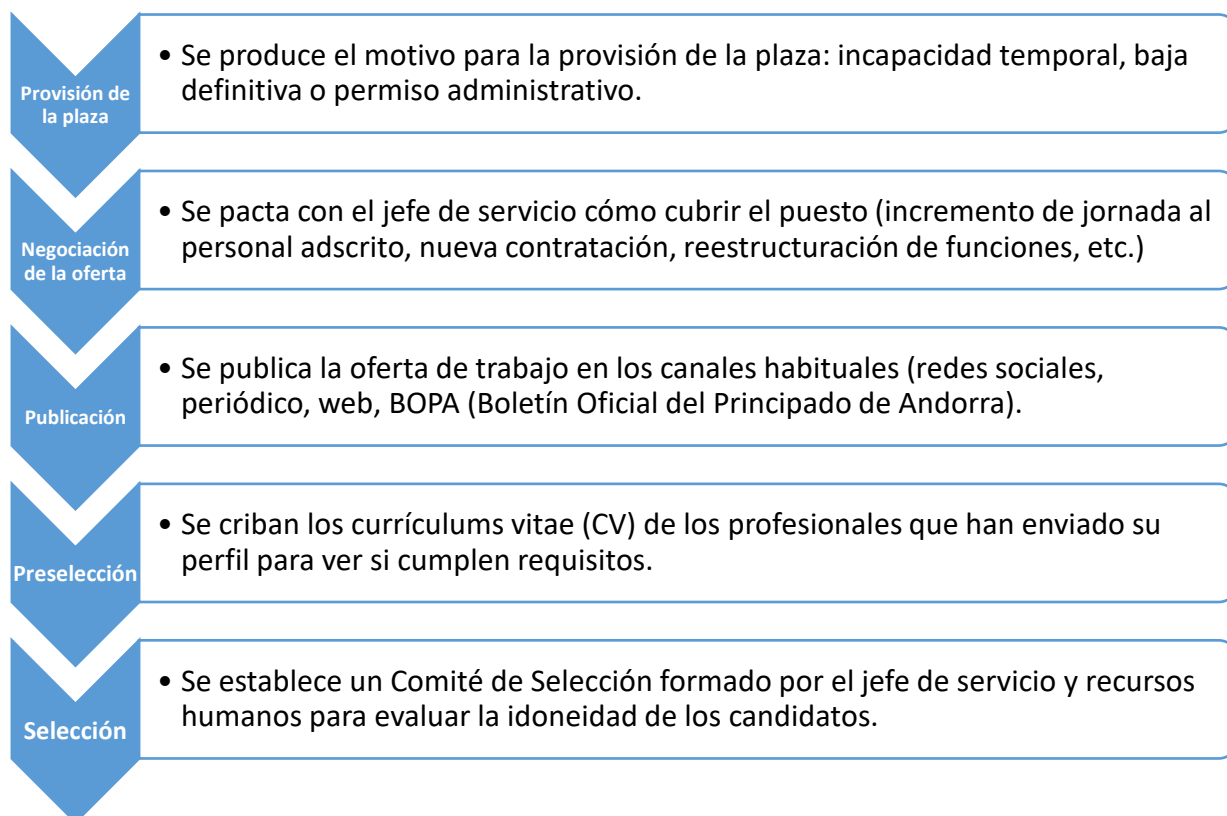 Provisión de
la plaza
• Se produce el motivo para la provisión de la plaza: incapacidad temporal, baja
definitiva o permiso administrativo.
Negociación
de la oferta
• Se pacta con el jefe de servicio cómo cubrir el puesto (incremento de jornada al
personal adscrito, nueva contratación, reestructuración de funciones, etc.)
Publicación
• Se publica la oferta de trabajo en los canales habituales (redes sociales,
periódico, web, BOPA (Boletín Oficial del Principado de Andorra).
Preselección
• Se criban los currículums vitae (CV) de los profesionales que han enviado su
perfil para ver si cumplen requisitos.
Selección
• Se establece un Comité de Selección formado por el jefe de servicio y recursos
humanos para evaluar la idoneidad de los candidatos.